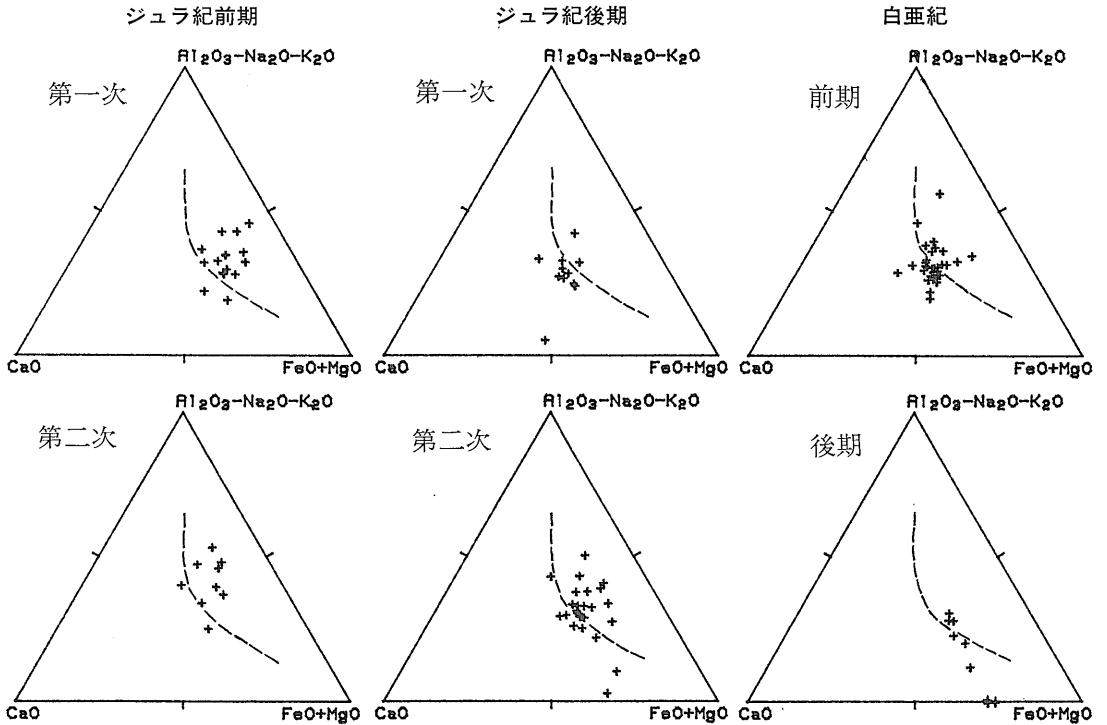 ジュラ紀前期 ジュラ紀後期 白亜紀
Al₂O₃-Na₂O-K₂O Al₂O₃-Na₂O-K₂O Al₂O₃-Na₂O-K₂O
第一次 第一次 前期
CaO FeO+MgO CaO FeO+MgO CaO FeO+MgO
Al₂O₃-Na₂O-K₂O Al₂O₃-Na₂O-K₂O Al₂O₃-Na₂O-K₂O
第二次 第二次 後期
CaO FeO+MgO CaO FeO+MgO CaO FeO+MgO